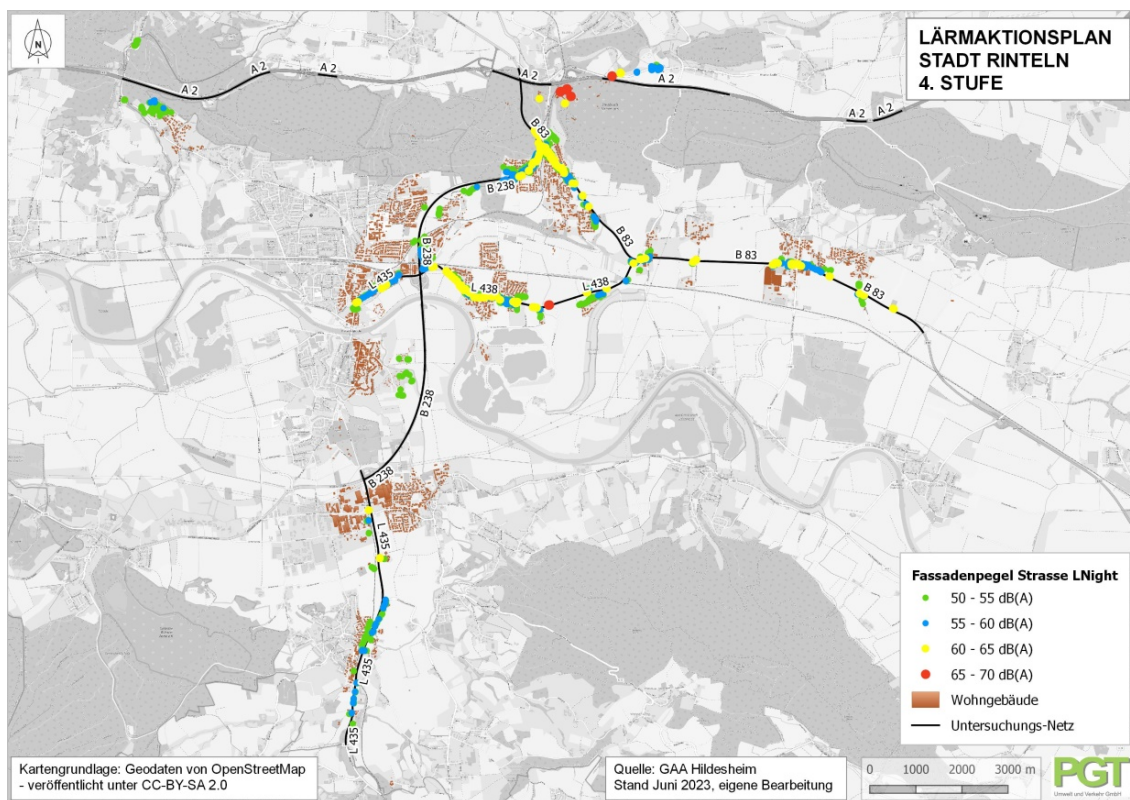 LÄRMAKTIONSPLAN
STADT RINTELN
4. STUFE
N
A 2
A 2
A 2
A 2
A 2
A 2
B 83
B 238
B 83
B 83
B 83
B 238
L 435
L 438
L 438
B 238
B 238
L 435
L 435
L 435
Fassadenpegel Strasse LNight
50 - 55 dB(A)
55 - 60 dB(A)
60 - 65 dB(A)
65 - 70 dB(A)
Wohngebäude
Untersuchungs-Netz
Kartengrundlage: Geodaten von OpenStreetMap
- veröffentlicht unter CC-BY-SA 2.0
Quelle: GAA Hildesheim
Stand Juni 2023, eigene Bearbeitung
0 1000 2000 3000 m
PGT
Umwelt und Verkehr GmbH